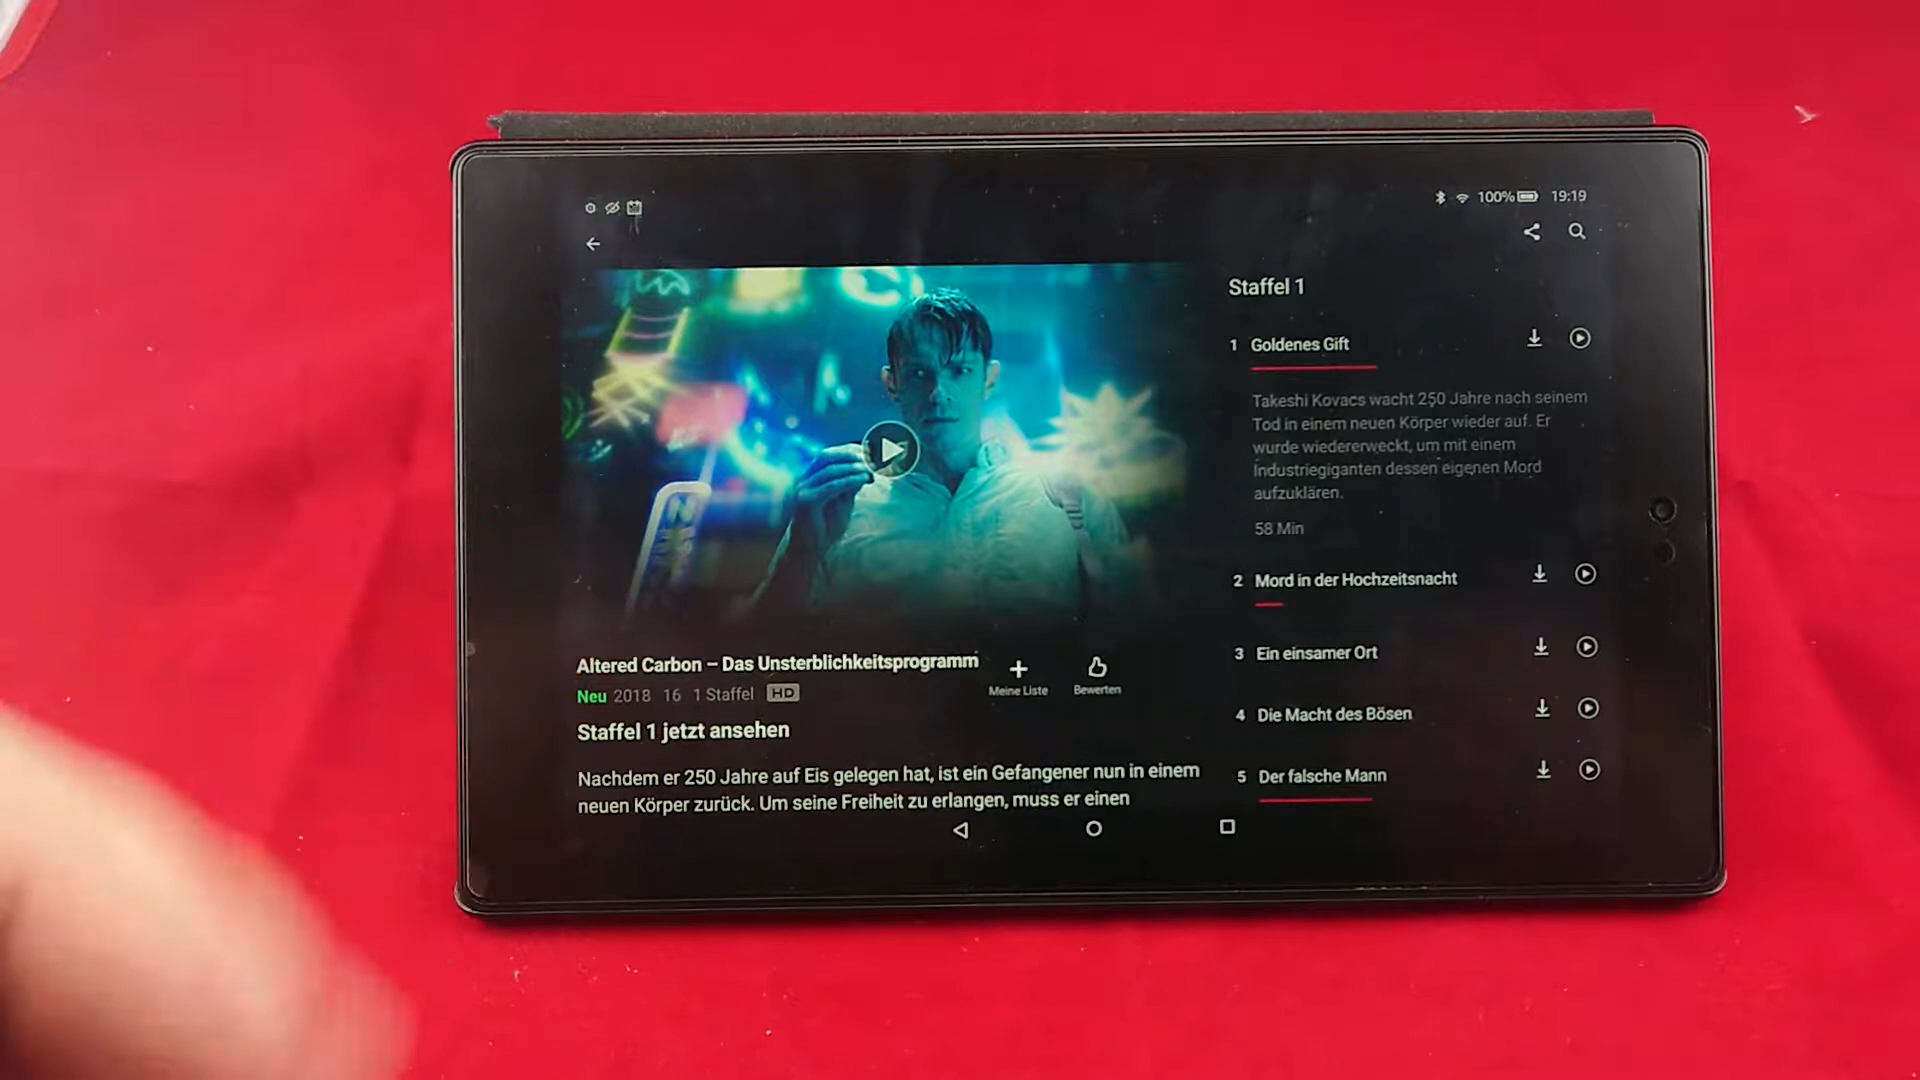 100% 19:19
Staffel 1
1 Goldenes Gift
Takeshi Kovacs wacht 250 Jahre nach seinem
Tod in einem neuen Körper wieder auf. Er
wurde wiedererweckt, um mit einem
Industriegiganten dessen eigenen Mord
aufzuklären.
58 Min
2 Mord in der Hochzeitsnacht
3 Ein einsamer Ort
4 Die Macht des Bösen
5 Der falsche Mann
Altered Carbon – Das Unsterblichkeitsprogramm
Neu 2018 16 1 Staffel HD
Meine Liste
Bewerten
Staffel 1 jetzt ansehen
Nachdem er 250 Jahre auf Eis gelegen hat, ist ein Gefangener nun in einem
neuen Körper zurück. Um seine Freiheit zu erlangen, muss er einen